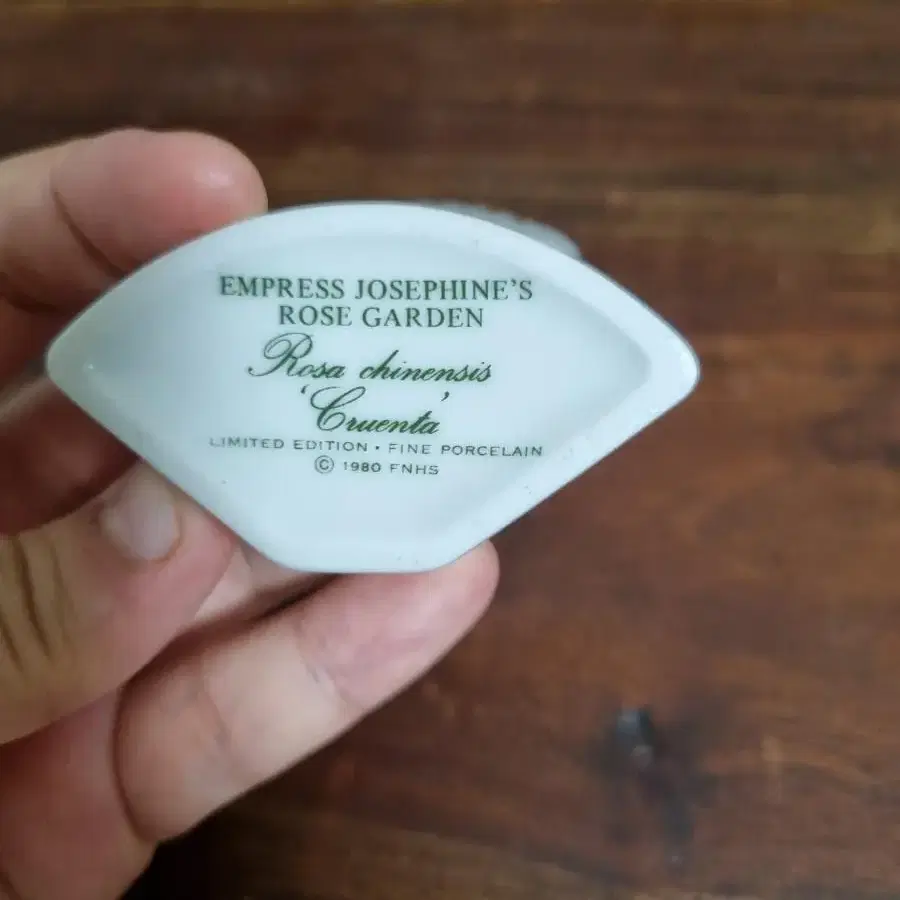 EMPRESS JOSEPHINE'S
ROSE GARDEN
Rosa chinensis
'Cruenta'
LIMITED EDITION • FINE PORCELAIN
© 1980 FNHS